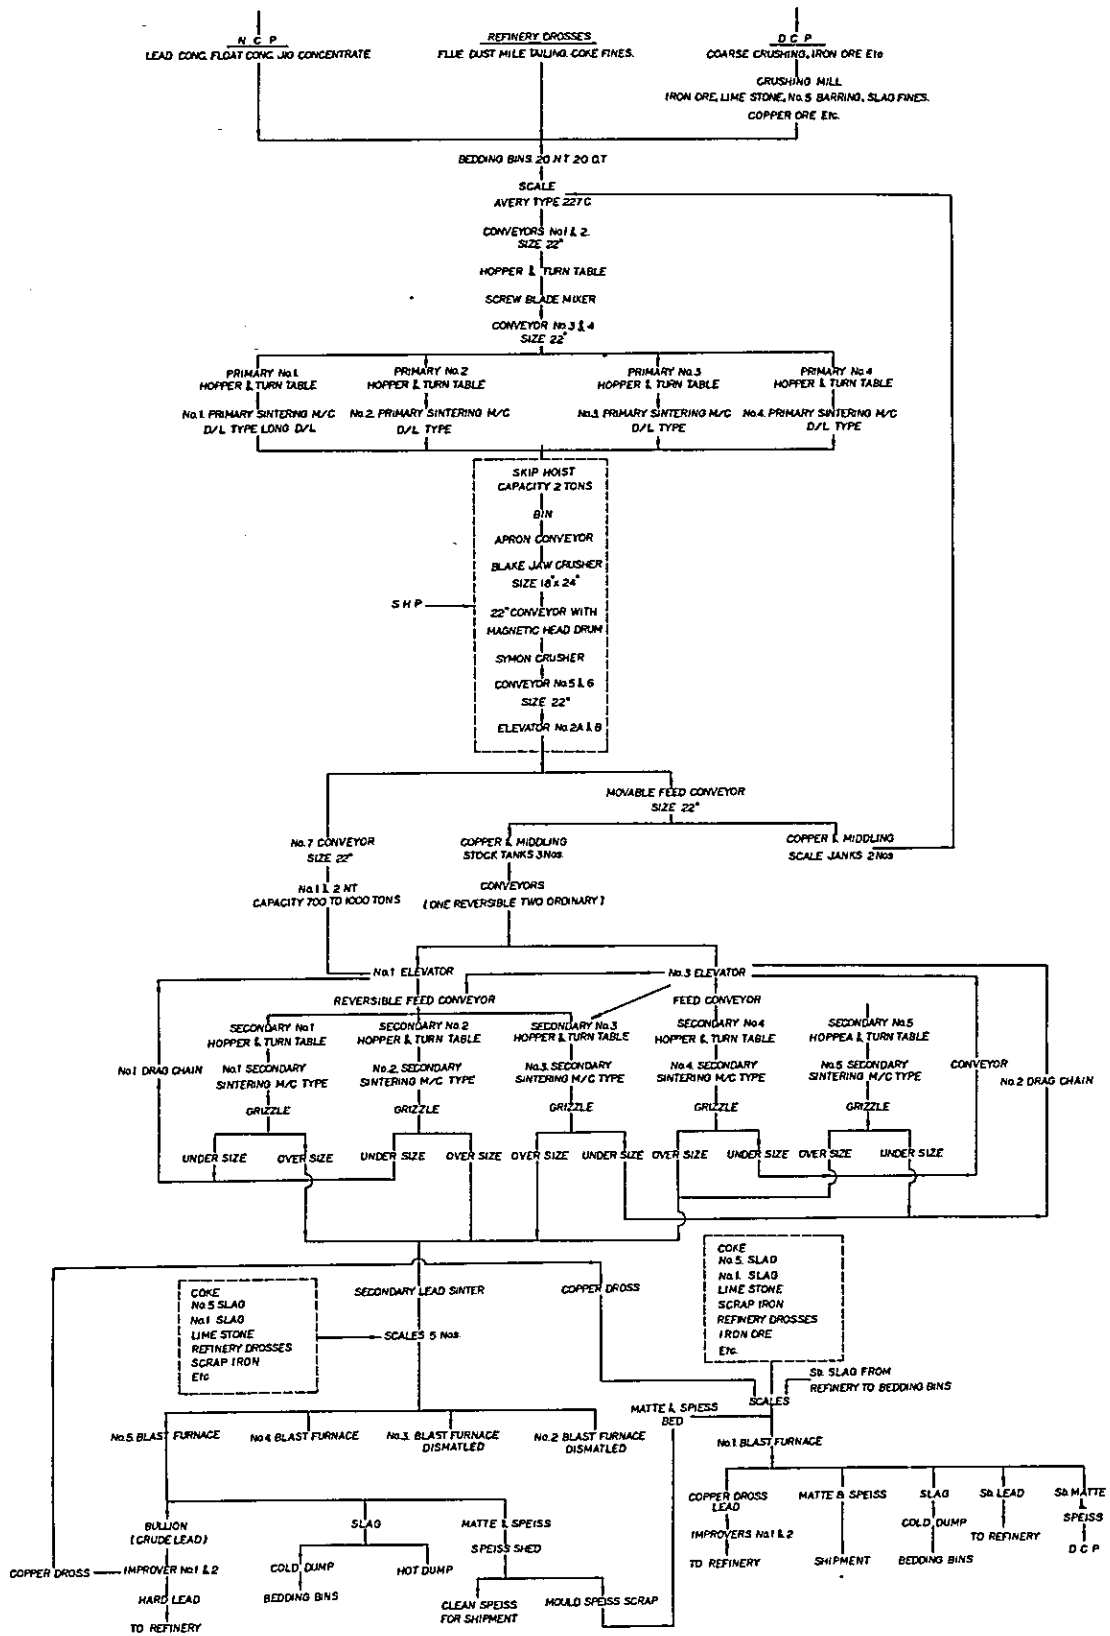 N C P
LEAD CONC. FLOAT CONC. JIG CONCENTRATE
REFINERY DROSSES
FLUE DUST MILE TAILING. COKE FINES.
D C P
COARSE CRUSHING, IRON ORE Etc
CRUSHING MILL
IRON ORE, LIME STONE, No.5 BARRING, SLAG FINES.
COPPER ORE Etc.
BEDDING BINS 20 NT 20 OT
SCALE
AVERY TYPE 227C
CONVEYORS No1 & 2.
SIZE 22"
HOPPER & TURN TABLE
SCREW BLADE MIXER
CONVEYOR No.3 & 4
SIZE 22"
PRIMARY No.1
HOPPER & TURN TABLE
PRIMARY No.2
HOPPER & TURN TABLE
PRIMARY No.3
HOPPER & TURN TABLE
PRIMARY No.4
HOPPER & TURN TABLE
No.1. PRIMARY SINTERING M/C
D/L TYPE LONG D/L
No.2. PRIMARY SINTERING M/C
D/L TYPE
No.3. PRIMARY SINTERING M/C
D/L TYPE
No.4. PRIMARY SINTERING M/C
D/L TYPE
SKIP HOIST
CAPACITY 2 TONS
BIN
APRON CONVEYOR
BLAKE JAW CRUSHER
SIZE 18" x 24"
S H P
22" CONVEYOR WITH
MAGNETIC HEAD DRUM
SYMON CRUSHER
CONVEYOR No.5 & 6
SIZE 22"
ELEVATOR No.2A & B
MOVABLE FEED CONVEYOR
SIZE 22"
No.7 CONVEYOR
SIZE 22"
COPPER & MIDDLING
STOCK TANKS 3 Nos.
COPPER & MIDDLING
SCALE JANKS 2 Nos
No.1 & 2 NT
CAPACITY 700 TO 1000 TONS
CONVEYORS
(ONE REVERSIBLE TWO ORDINARY)
No.1 ELEVATOR
No.3 ELEVATOR
REVERSIBLE FEED CONVEYOR
FEED CONVEYOR
SECONDARY No.1
HOPPER & TURN TABLE
SECONDARY No.2
HOPPER & TURN TABLE
SECONDARY No.3
HOPPER & TURN TABLE
SECONDARY No.4
HOPPER & TURN TABLE
SECONDARY No.5
HOPPEA & TURN TABLE
No.1 DRAG CHAIN
No.1 SECONDARY
SINTERING M/C TYPE
No.2. SECONDARY
SINTERING M/C TYPE
No.3. SECONDARY
SINTERING M/C TYPE
No.4. SECONDARY
SINTERING M/C TYPE
No.5 SECONDARY
SINTERING M/C TYPE
CONVEYOR
No.2 DRAG CHAIN
GRIZZLE
GRIZZLE
GRIZZLE
GRIZZLE
GRIZZLE
UNDER SIZE
OVER SIZE
UNDER SIZE
OVER SIZE
OVER SIZE
UNDER SIZE
OVER SIZE
UNDER SIZE
OVER SIZE
UNDER SIZE
COKE
No.5 SLAG
No.1 SLAG
LIME STONE
REFINERY DROSSES
SCRAP IRON
Etc
SECONDARY LEAD SINTER
SCALES 5 Nos.
COPPER DROSS
COKE
No.5. SLAG
No.1. SLAG
LIME STONE
SCRAP IRON
REFINERY DROSSES
IRON ORE
Etc.
Sb. SLAG FROM
REFINERY TO BEDDING BINS
SCALES
MATTE & SPEISS
BED
No.5. BLAST FURNACE
No.4. BLAST FURNACE
No.3. BLAST FURNACE
DISMATLED
No.2 BLAST FURNACE
DISMATLED
No.1 BLAST FURNACE
COPPER DROSS
LEAD
MATTE & SPEISS
SLAG
Sb. LEAD
Sb. MATTE
SPEISS
D C P
IMPROVERS No.1 & 2
TO REFINERY
SHIPMENT
COLD DUMP
BEDDING BINS
TO REFINERY
BULLION
(CRUDE LEAD)
SLAG
MATTE & SPEISS
SPEISS SHED
COPPER DROSS
IMPROVER No.1 & 2
HARD LEAD
TO REFINERY
COLD DUMP
BEDDING BINS
HOT DUMP
CLEAN SPEISS
FOR SHIPMENT
MOULD SPEISS SCRAP